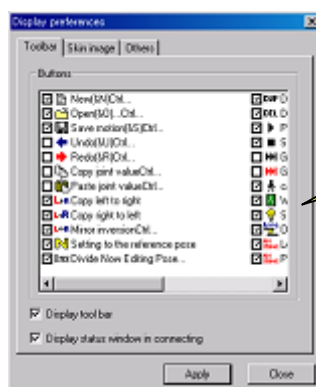 Display preferences
Toolbar Skin image Others
Buttons
New(&N)Ctrl...
Open(&O)...Ctrl...
Save motion(&S)Ctrl...
Undo(&U)Ctrl...
Redo(&R)Ctrl...
Copy joint valueCtrl...
Paste joint valueCtrl...
L→R Copy left to right
L←R Copy right to left
Mirror inversionCtrl...
Setting to the reference pose
Divide Now Editing Pose...
DUP D
DEL D
P
S
G
G
c
W
S
O
L
P
Display tool bar
Display status window in connecting
Apply Close